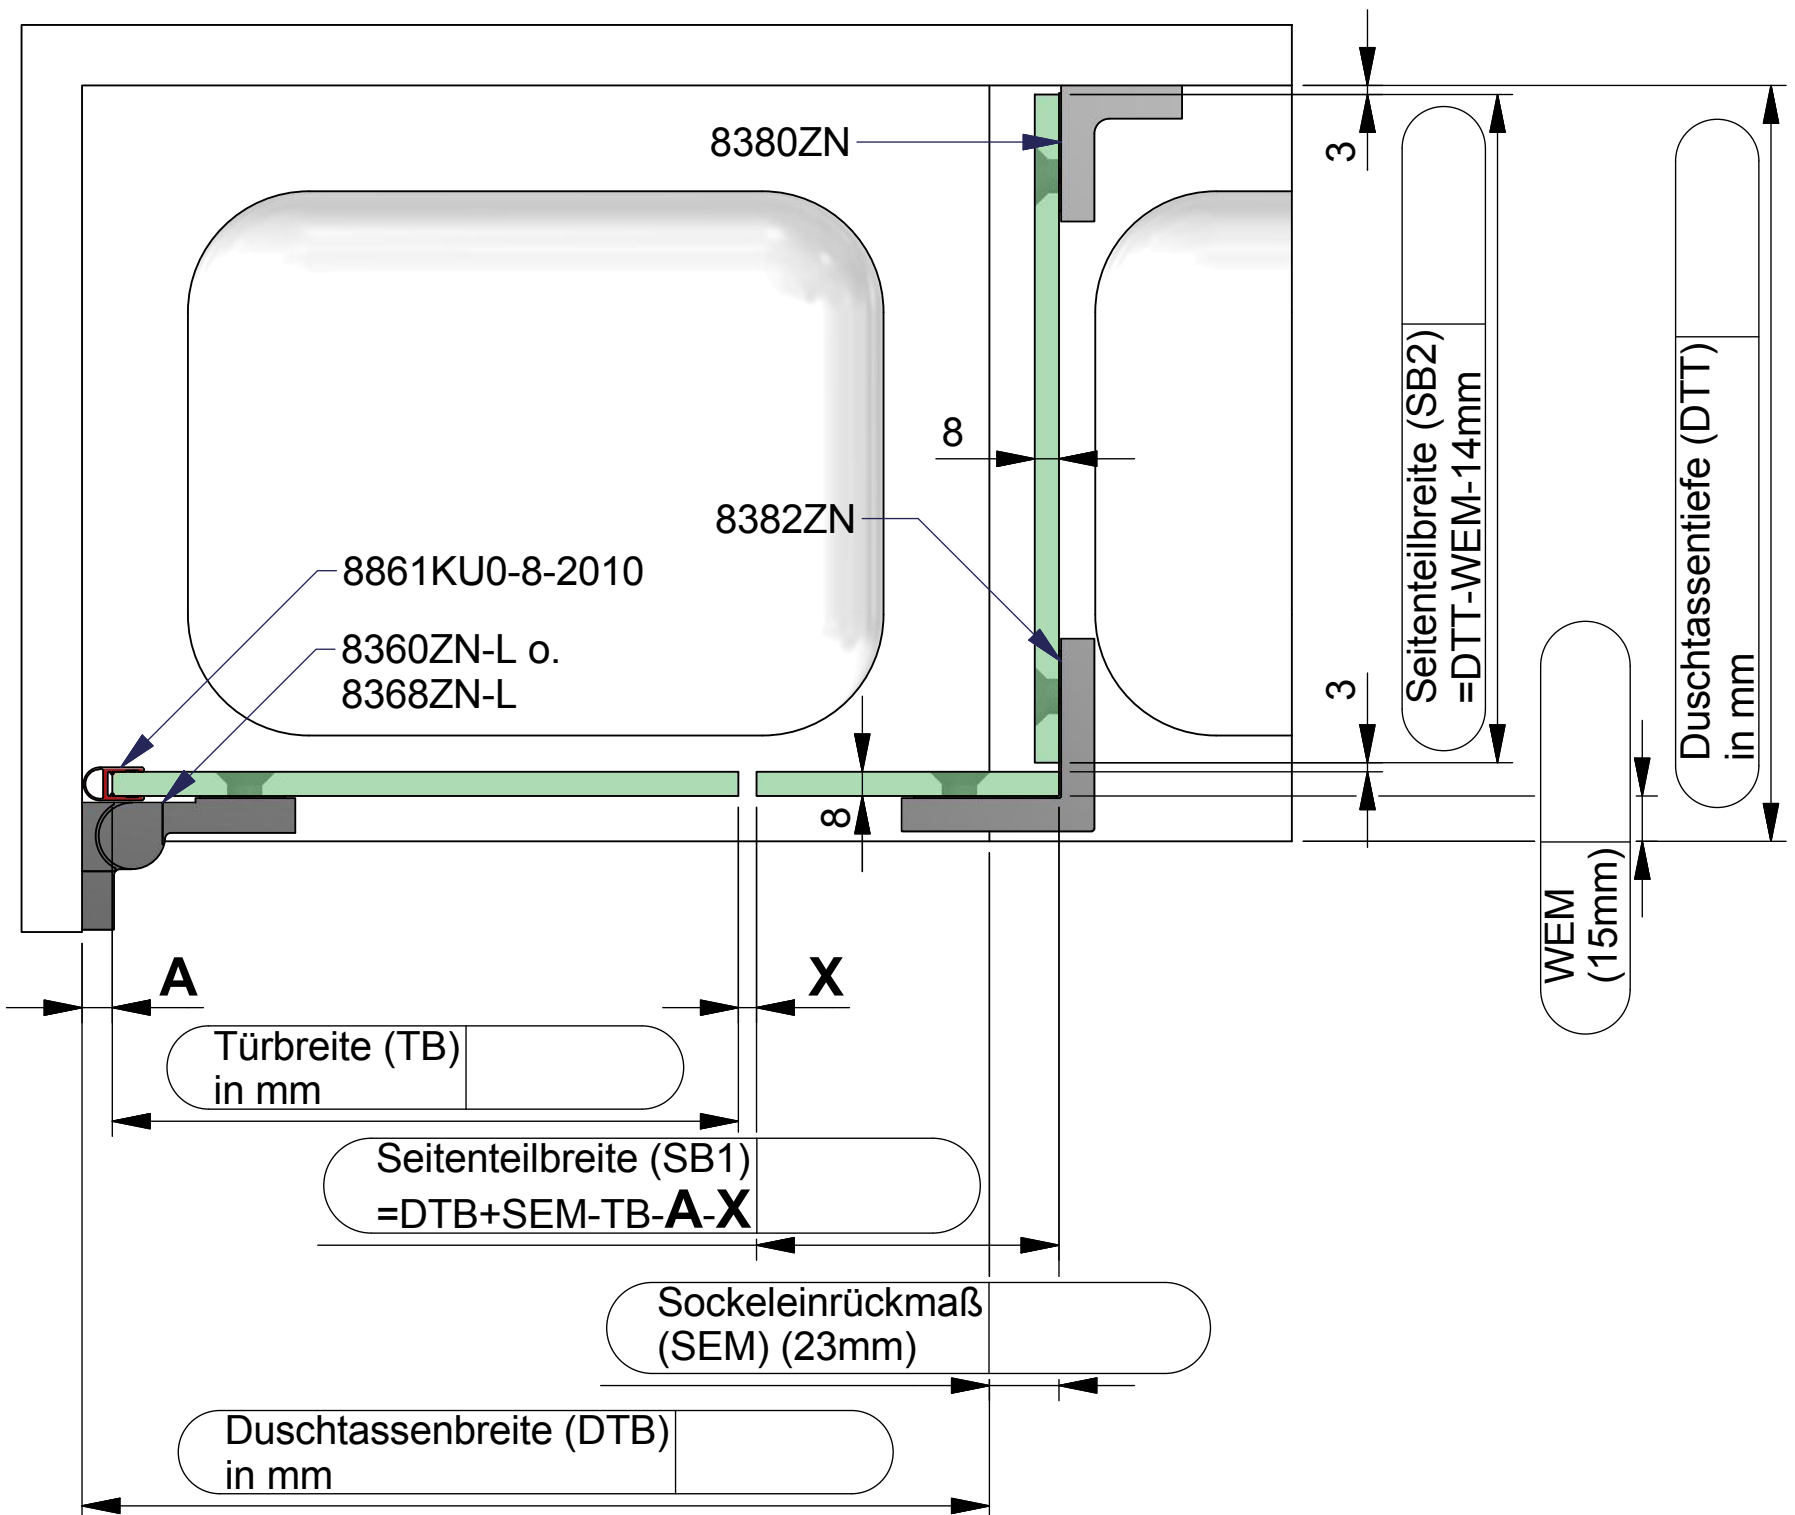 3
8380ZN
8
8382ZN
8861KU0-8-2010
8360ZN-L o.
8368ZN-L
3
8
Seitenteilbreite (SB2)
=DTT-WEM-14mm
Duschtassentiefe (DTT)
in mm
WEM
(15mm)
A
X
Türbreite (TB)
in mm
Seitenteilbreite (SB1)
=DTB+SEM-TB-A-X
Sockeleinrückmaß
(SEM) (23mm)
Duschtassenbreite (DTB)
in mm